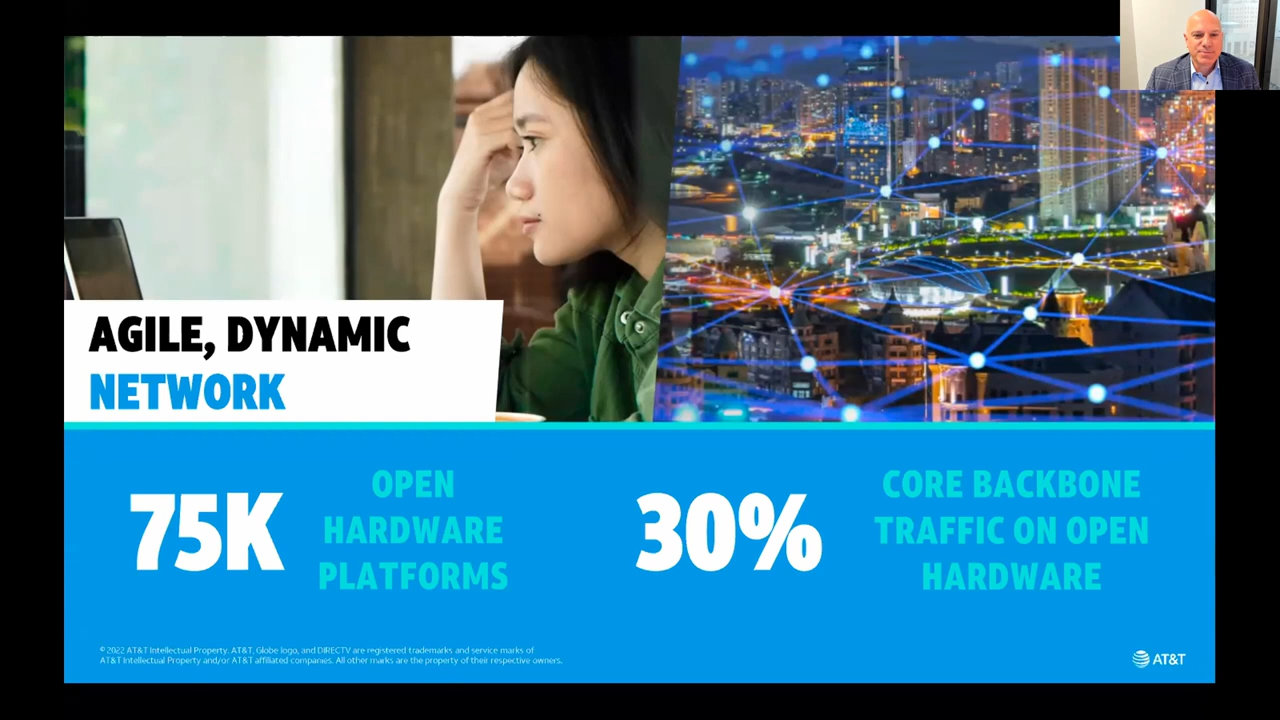 AGILE, DYNAMIC
NETWORK
75K
OPEN
HARDWARE
PLATFORMS
30%
CORE BACKBONE
TRAFFIC ON OPEN
HARDWARE
© 2022 AT&T Intellectual Property. AT&T, Globe logo, and DIRECTV are registered trademarks and service marks of
AT&T Intellectual Property and/or AT&T affiliated companies. All other marks are the property of their respective owners.
AT&T